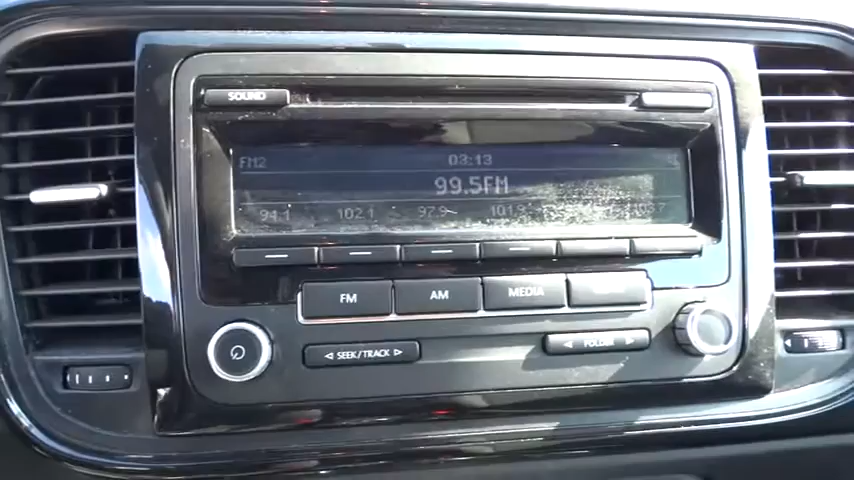 SOUND
FM2 03:13
99.5FM
94.1 102.1 97.9 101.9
FM AM MEDIA
◁ SEEK/TRACK ▷ ◁ FOLDER ▷